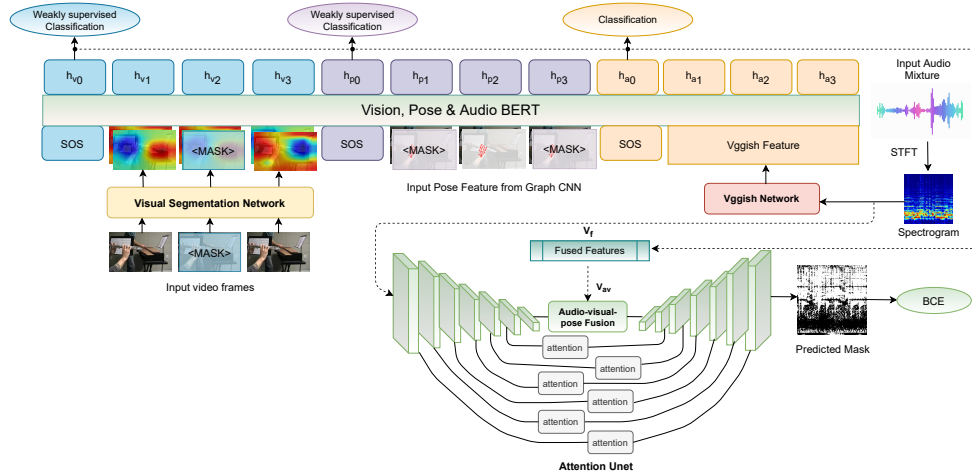 Weakly supervised
Classification
Weakly supervised
Classification
Classification
hv0 hv1 hv2 hv3 hp0 hp1 hp2 hp3 ha0 ha1 ha2 ha3
Input Audio
Mixture
Vision, Pose & Audio BERT
SOS <MASK> SOS <MASK> <MASK> SOS Vggish Feature
STFT
Input Pose Feature from Graph CNN
Visual Segmentation Network
Vggish Network
Spectrogram
<MASK>
Input video frames
Vf
Fused Features
Vav
Audio-visual-
pose Fusion
BCE
Predicted Mask
attention
attention
attention
attention
attention
attention
Attention Unet